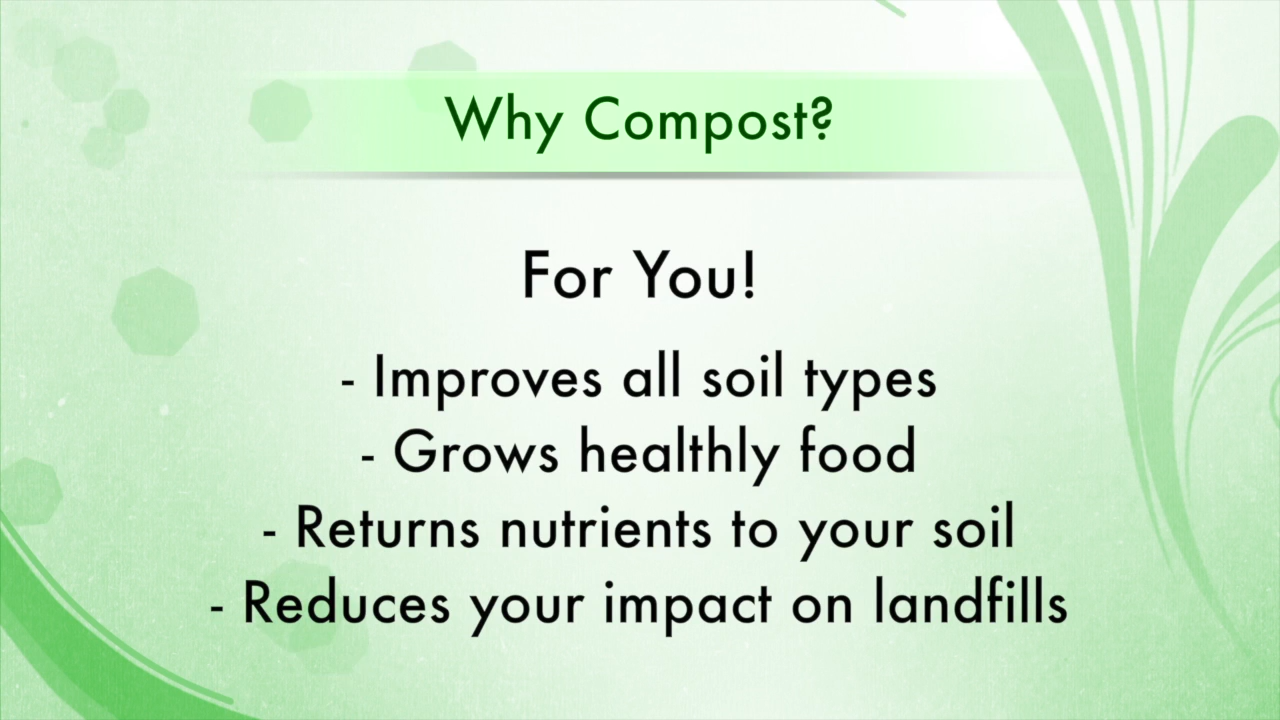 Why Compost?
For You!
- Improves all soil types
- Grows healthly food
- Returns nutrients to your soil
- Reduces your impact on landfills